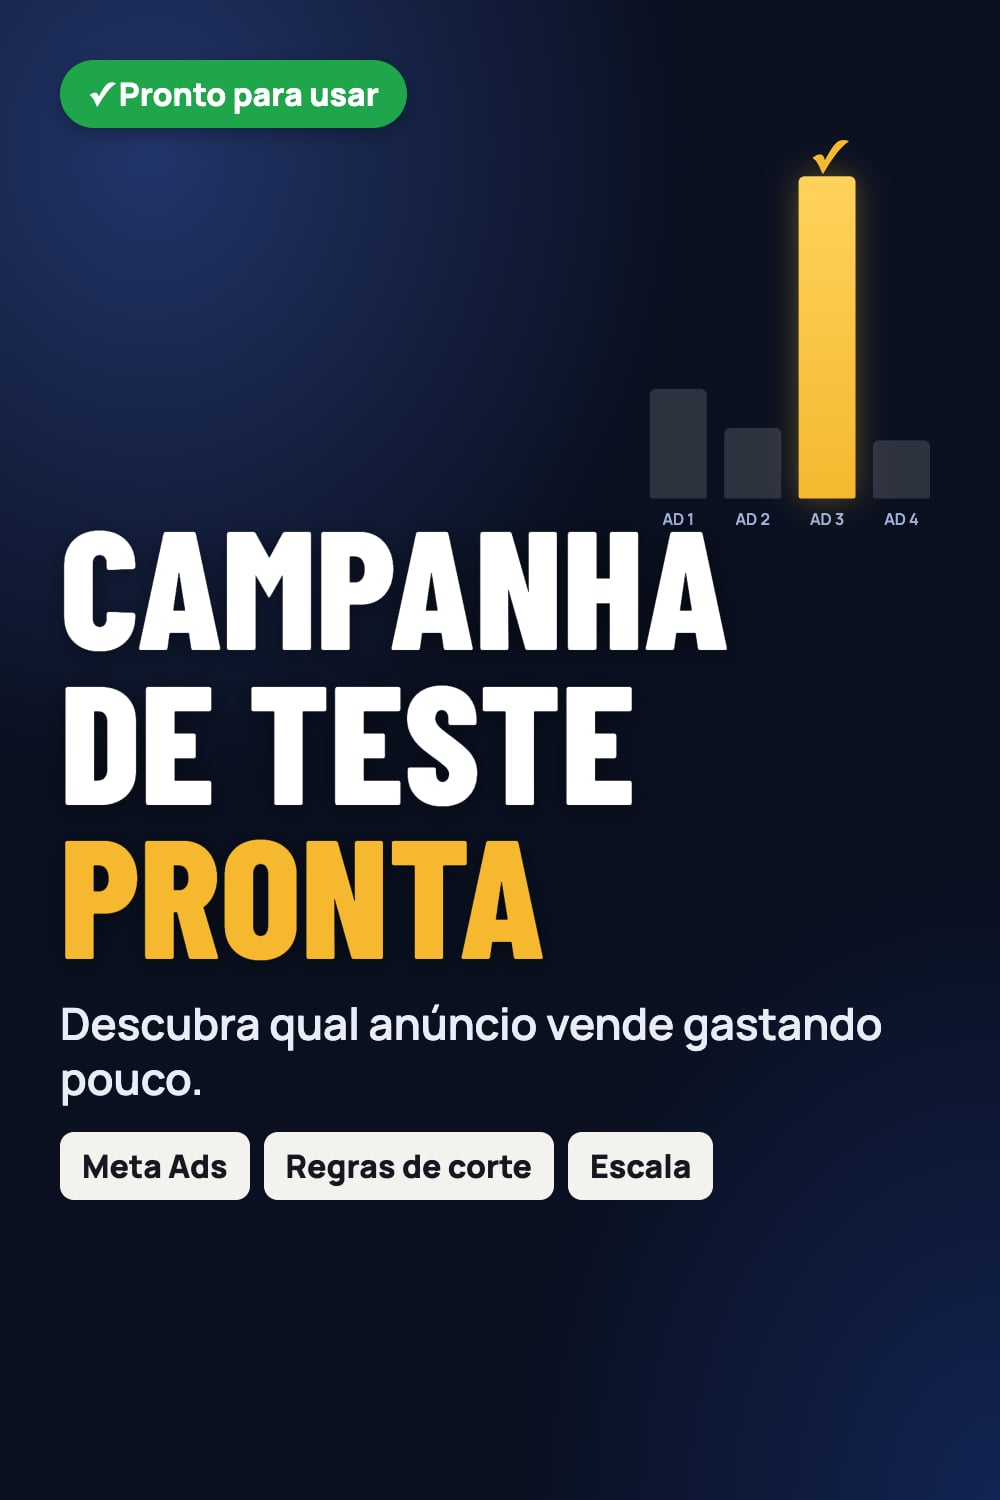 ✓Pronto para usar
✓
AD 1 AD 2 AD 3 AD 4
CAMPANHA
DE TESTE
PRONTA
Descubra qual anúncio vende gastando
pouco.
Meta Ads Regras de corte Escala